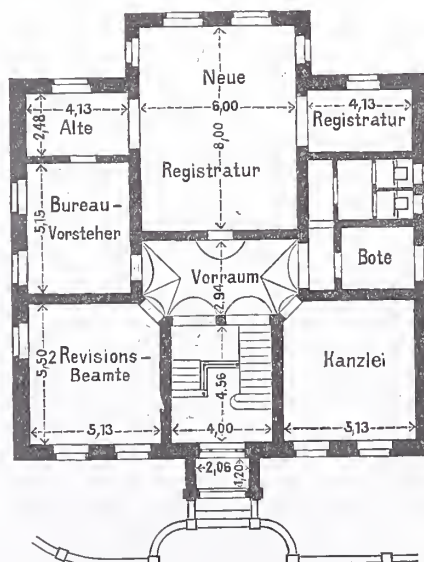 Neue
6,00
8,00
Registratur
4,13
Alte
2,48
4,13
Registratur
5,15
Bureau-
Vorsteher
Vorraum
2,94
Bote
5,50
2 Revisions-
Beamte
5,13
4,56
4,00
Kanzlei
5,13
2,06
1,20